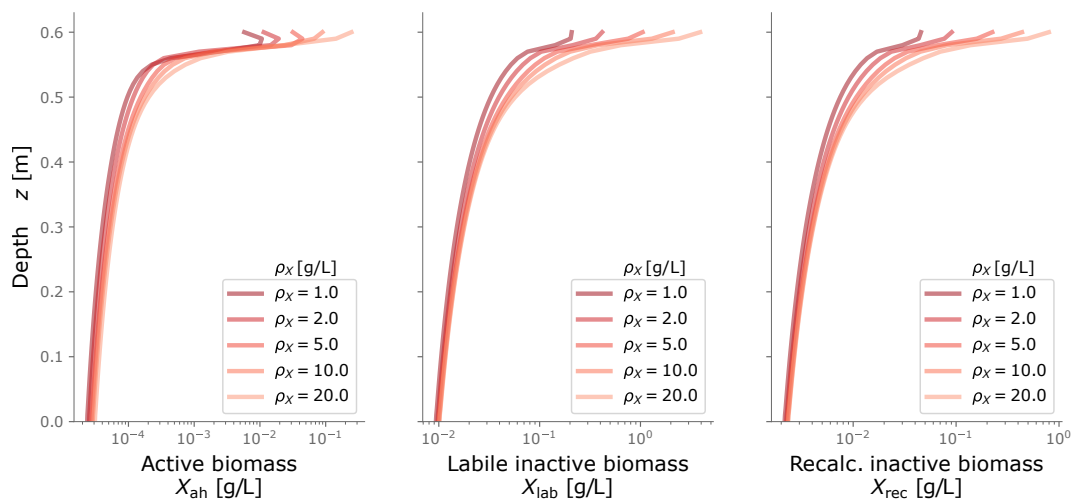 0.6
0.5
0.4
0.3
0.2
0.1
0.0
Depth z [m]
ρX [g/L]
ρX = 1.0
ρX = 2.0
ρX = 5.0
ρX = 10.0
ρX = 20.0
10⁻⁴ 10⁻³ 10⁻² 10⁻¹
Active biomass
Xah [g/L]
ρX [g/L]
ρX = 1.0
ρX = 2.0
ρX = 5.0
ρX = 10.0
ρX = 20.0
10⁻² 10⁻¹ 10⁰
Labile inactive biomass
Xlab [g/L]
ρX [g/L]
ρX = 1.0
ρX = 2.0
ρX = 5.0
ρX = 10.0
ρX = 20.0
10⁻² 10⁻¹ 10⁰
Recalc. inactive biomass
Xrec [g/L]